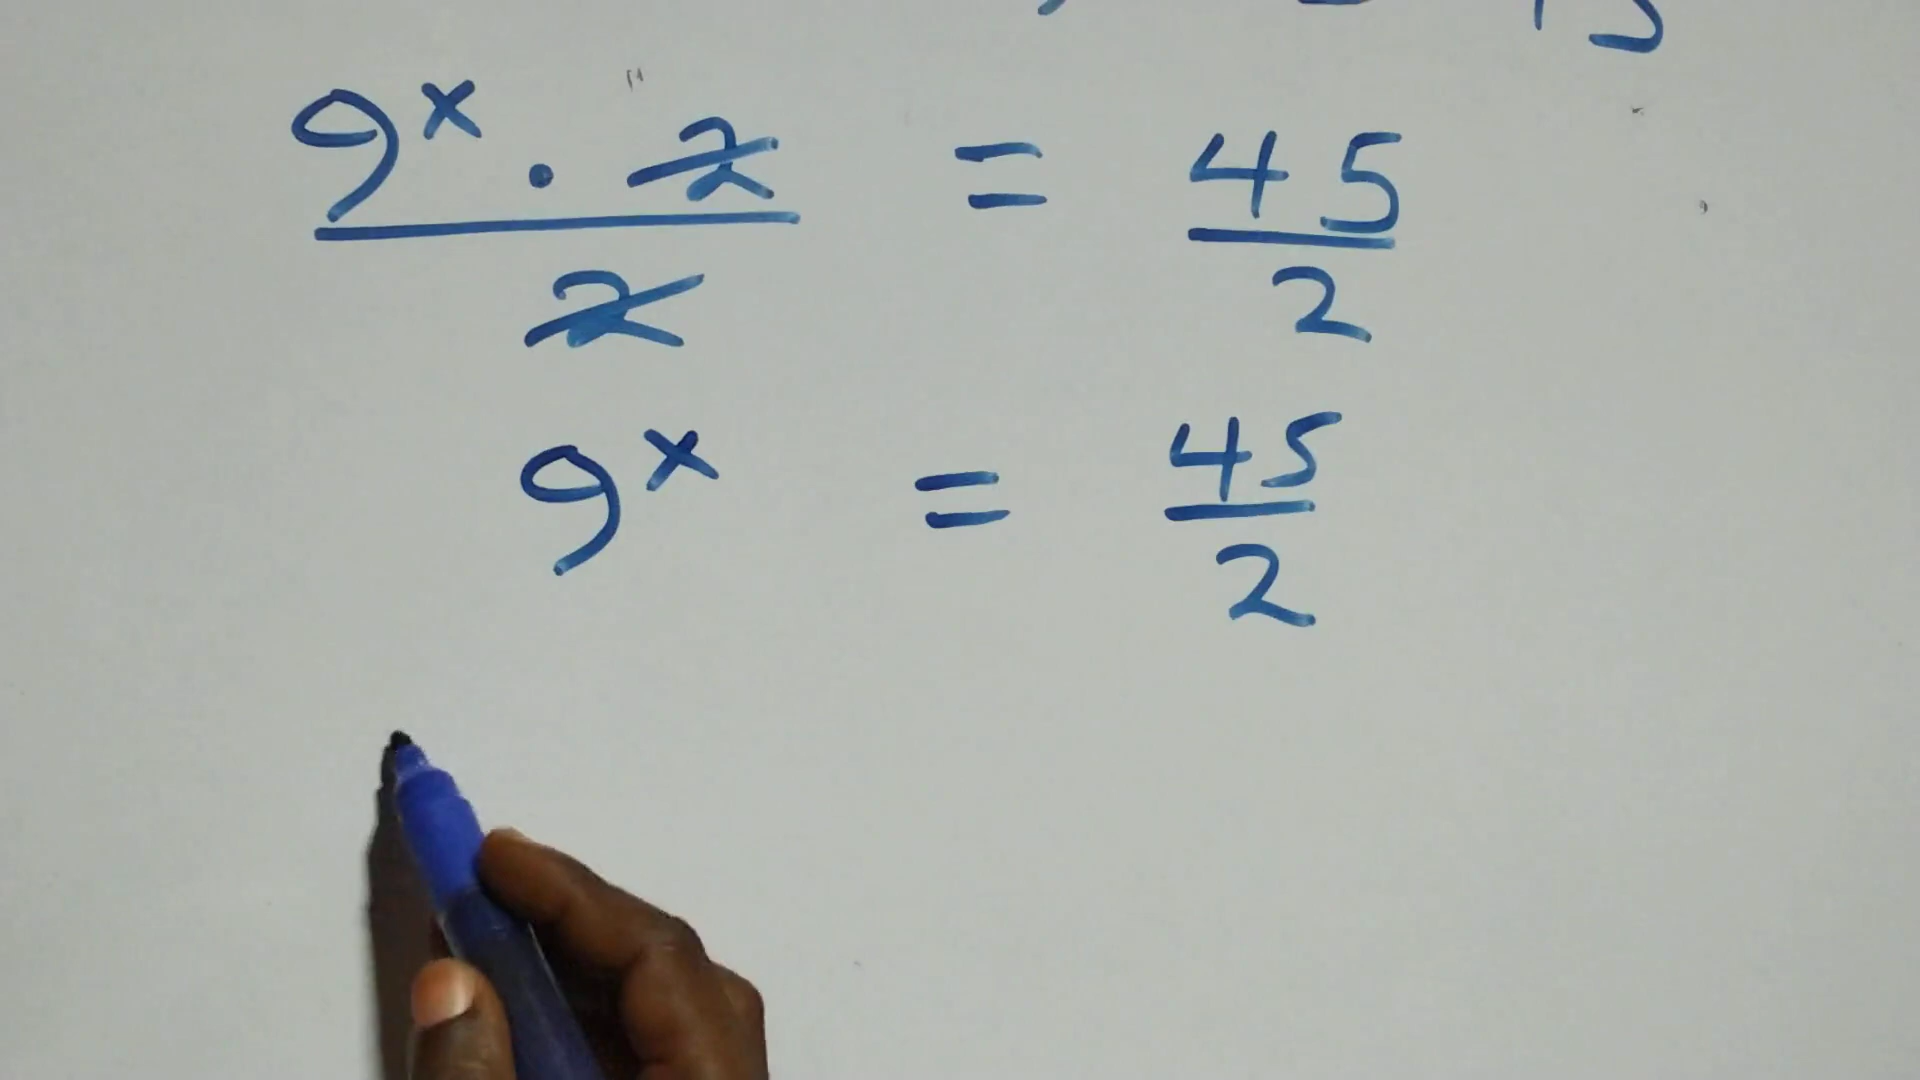 9^x · 2 = 45
2 2
9^x = 45
2